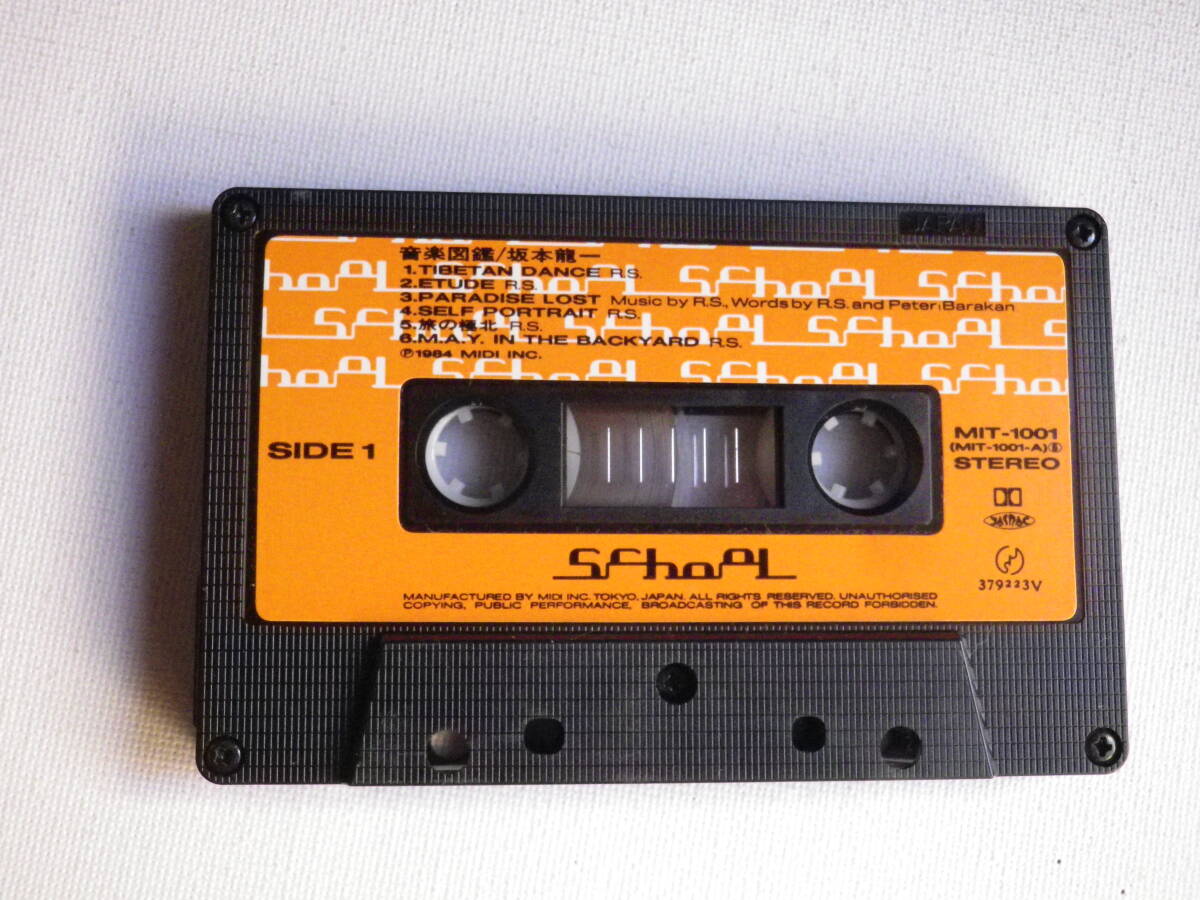 音楽図鑑/坂本龍一
1.TIBETAN DANCE R.S.
2.ETUDE R.S.
3.PARADISE LOST Music by R.S., Words by R.S. and Peter Barakan
4.SELF PORTRAIT R.S.
5.旅の極北 R.S.
6.M.A.Y. IN THE BACKYARD R.S.
Ⓟ1984 MIDI INC.
SIDE 1
MIT-1001
(MIT-1001-A)
STEREO
JASRAC
379223V
SCHOOL
MANUFACTURED BY MIDI INC. TOKYO, JAPAN. ALL RIGHTS RESERVED. UNAUTHORISED
COPYING, PUBLIC PERFORMANCE, BROADCASTING OF THIS RECORD FORBIDDEN.